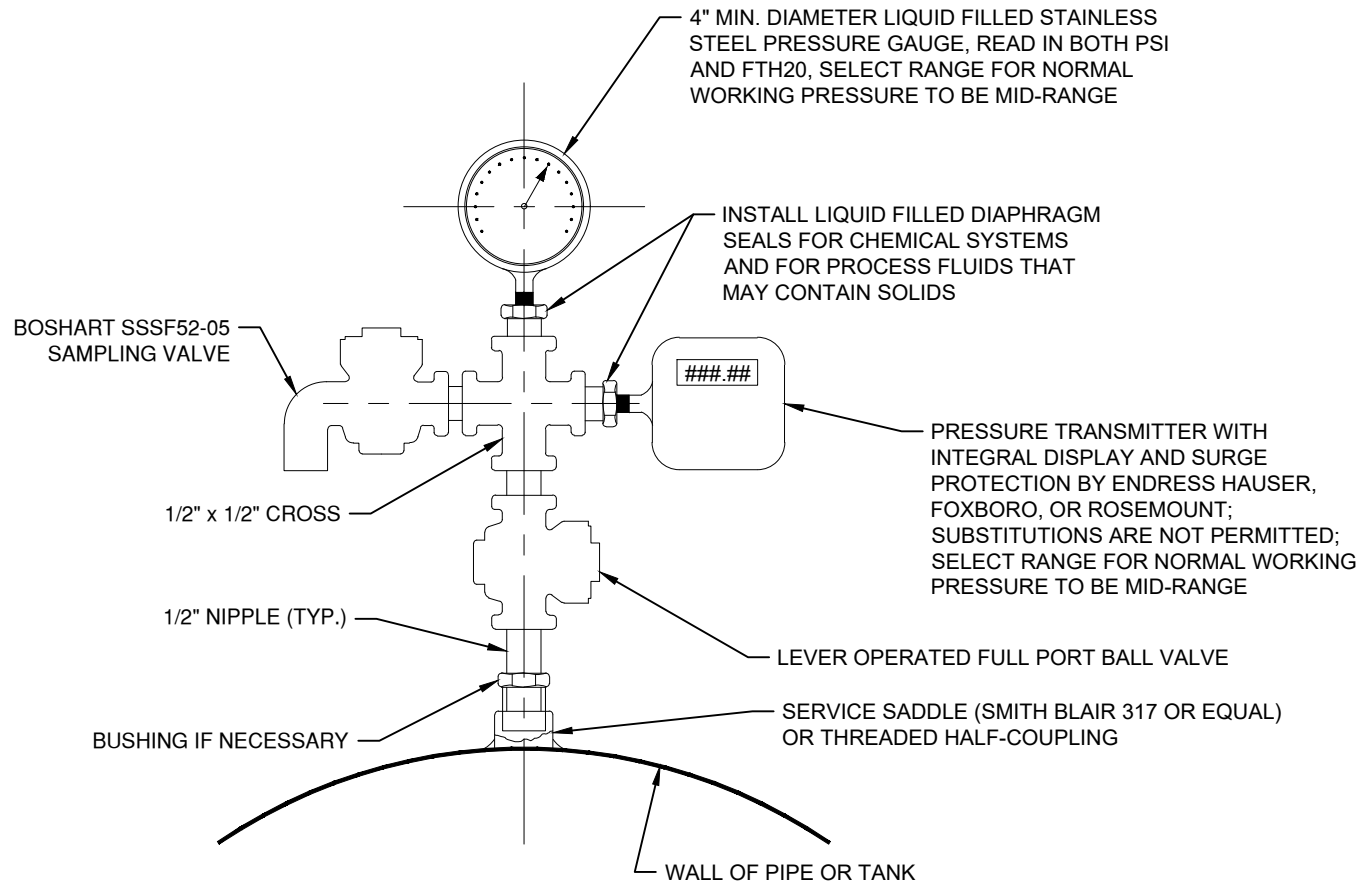 4" MIN. DIAMETER LIQUID FILLED STAINLESS
STEEL PRESSURE GAUGE, READ IN BOTH PSI
AND FTH20, SELECT RANGE FOR NORMAL
WORKING PRESSURE TO BE MID-RANGE
INSTALL LIQUID FILLED DIAPHRAGM
SEALS FOR CHEMICAL SYSTEMS
AND FOR PROCESS FLUIDS THAT
MAY CONTAIN SOLIDS
BOSHART SSSF52-05
SAMPLING VALVE
###.##
PRESSURE TRANSMITTER WITH
INTEGRAL DISPLAY AND SURGE
PROTECTION BY ENDRESS HAUSER,
FOXBORO, OR ROSEMOUNT;
SUBSTITUTIONS ARE NOT PERMITTED;
SELECT RANGE FOR NORMAL WORKING
PRESSURE TO BE MID-RANGE
1/2" x 1/2" CROSS
1/2" NIPPLE (TYP.)
LEVER OPERATED FULL PORT BALL VALVE
BUSHING IF NECESSARY
SERVICE SADDLE (SMITH BLAIR 317 OR EQUAL)
OR THREADED HALF-COUPLING
WALL OF PIPE OR TANK